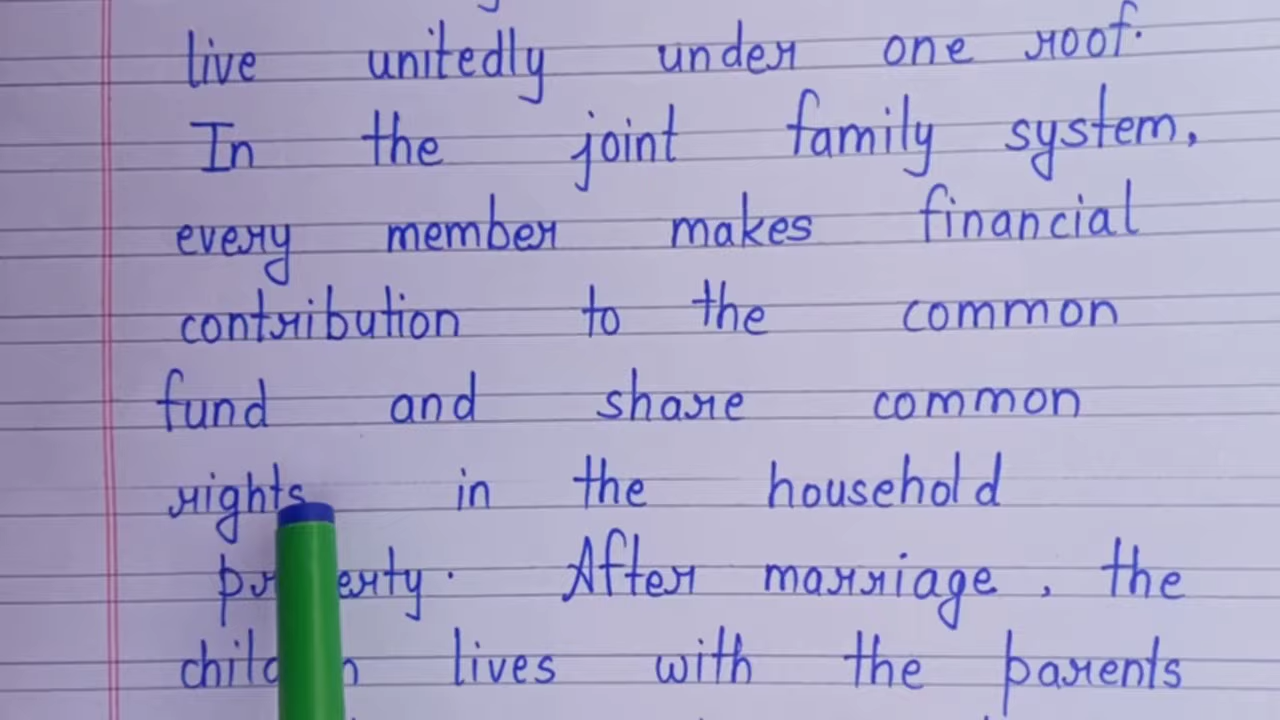 live unitedly under one roof.
In the joint family system,
every member makes financial
contribution to the common
fund and share common
rights in the household
After marriage, the
lives with the parents